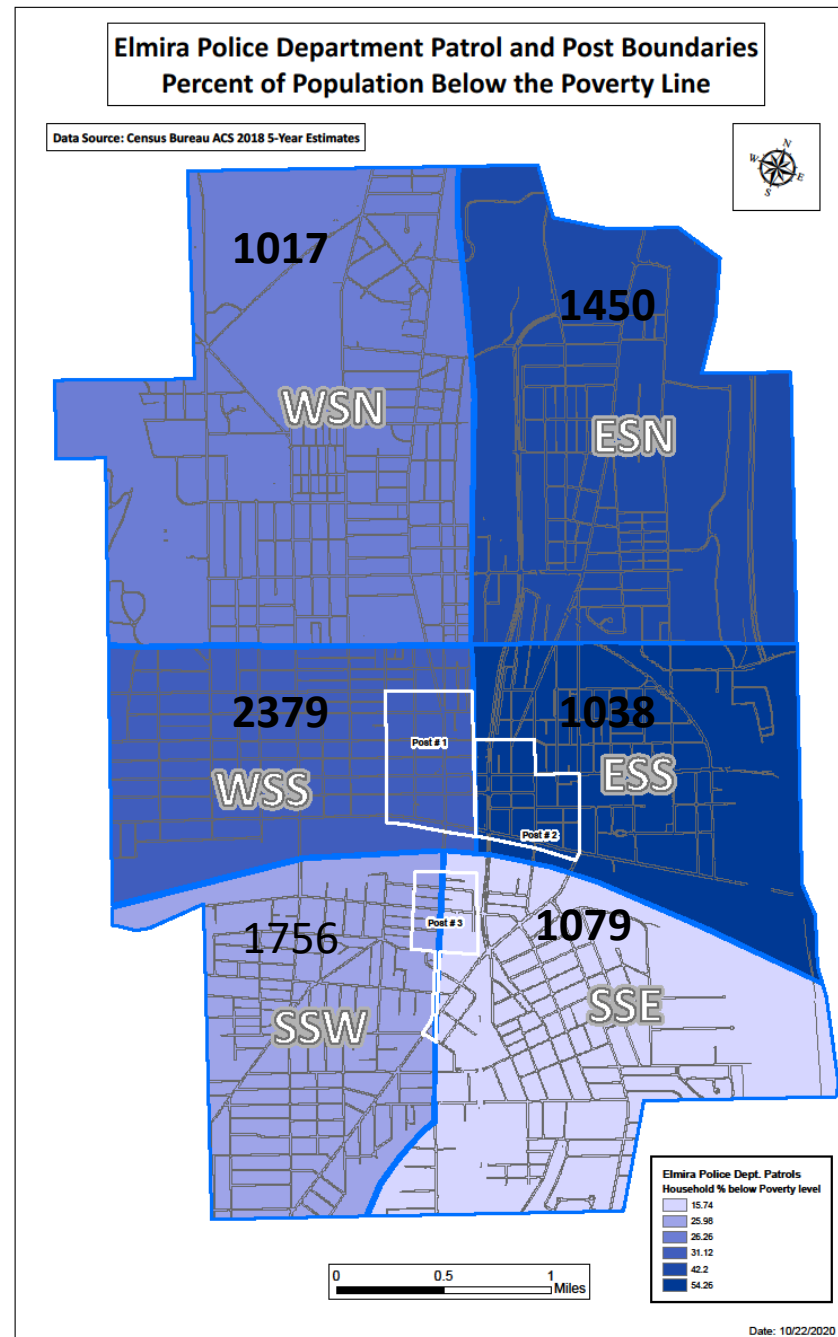 Elmira Police Department Patrol and Post Boundaries
Percent of Population Below the Poverty Line
Data Source: Census Bureau ACS 2018 5-Year Estimates
N
W
E
S
1017
1450
WSN
ESN
2379
1038
Post # 1
WSS
ESS
Post # 2
1756
Post # 3
1079
SSW
SSE
Elmira Police Dept. Patrols
Household % below Poverty level
15.74
25.98
26.26
31.12
42.2
54.26
0 0.5 1
Miles
Date: 10/22/2020